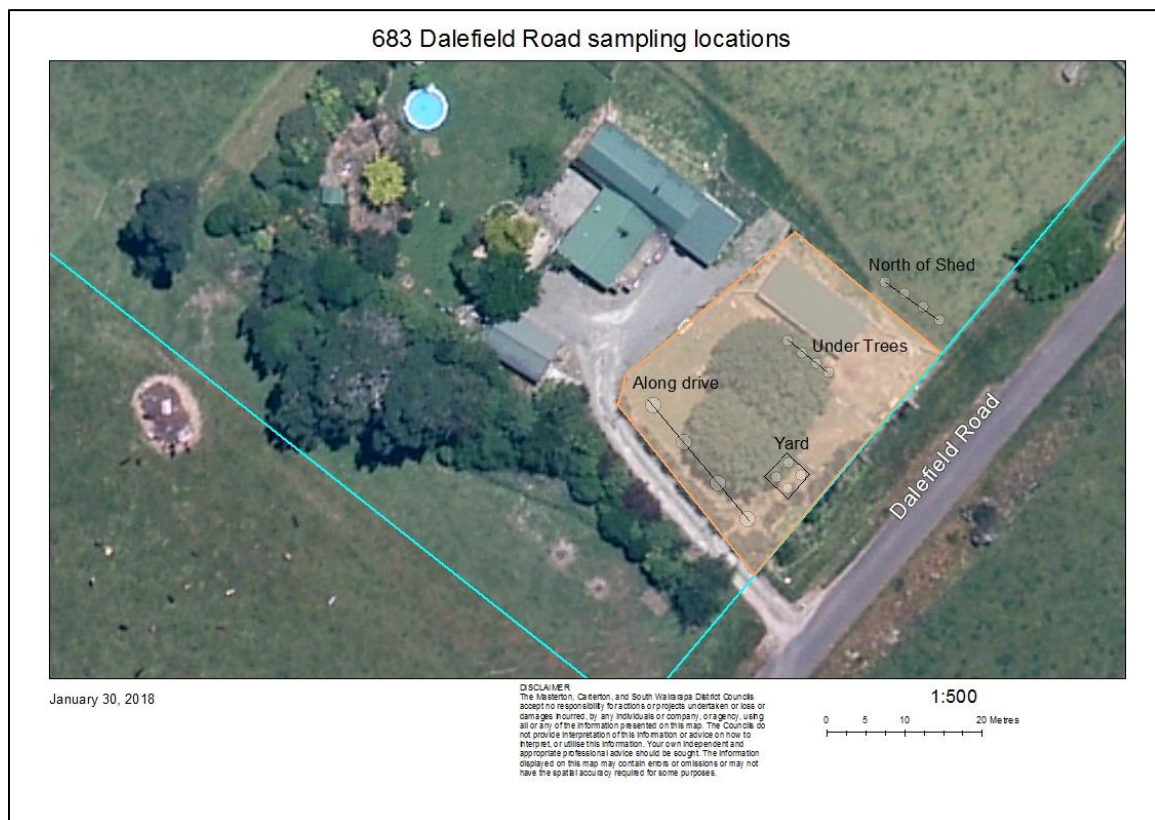 683 Dalefield Road sampling locations
North of Shed
Under Trees
Along drive
Yard
Dalefield Road
January 30, 2018
DISCLAIMER
The Masterton, Carterton, and South Wairarapa District Councils
accept no responsibility for actions or projects undertaken or loss or
damages incurred, by any individuals or company, or agency, using
all or any of the information presented on this map. The Councils do
not provide interpretation of this information or advice on how to
interpret, or utilise this information. Your own independent and
appropriate professional advice should be sought. The information
displayed on this map may contain errors or omissions or may not
have the spatial accuracy required for some purposes.
1:500
0 5 10 20 Metres